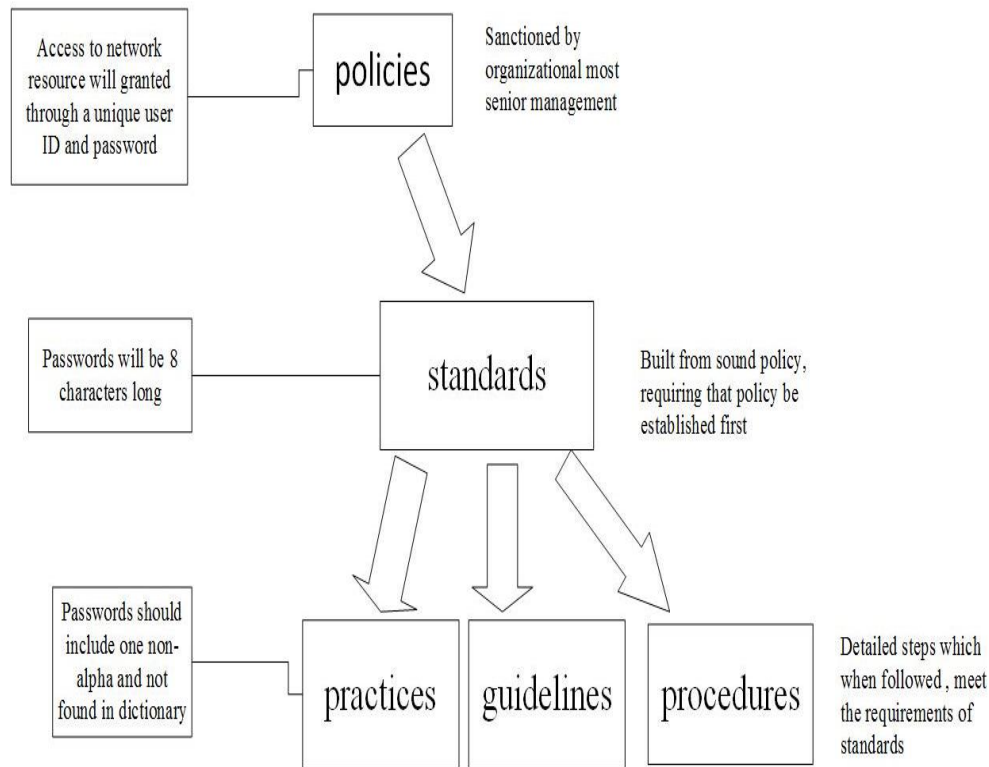 Access to network
resource will granted
through a unique user
ID and password
policies
Sanctioned by
organizational most
senior management
Passwords will be 8
characters long
standards
Built from sound policy,
requiring that policy be
established first
Passwords should
include one non-
alpha and not
found in dictionary
practices
guidelines
procedures
Detailed steps which
when followed , meet
the requirements of
standards